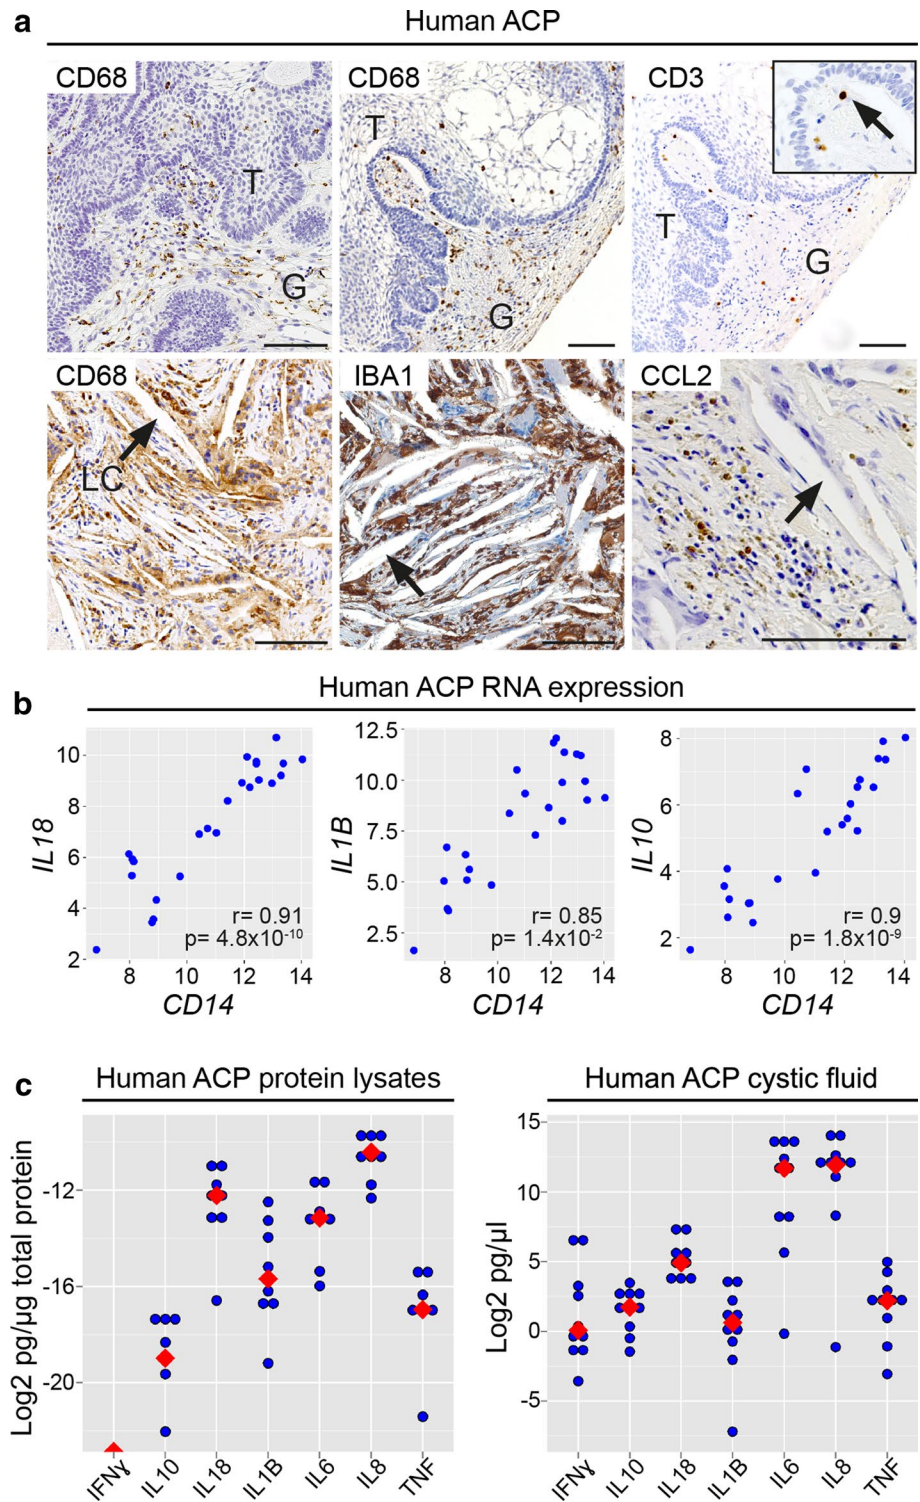 a
Human ACP
CD68
T
G
CD68
T
G
CD3
T
G
CD68
LC
IBA1
CCL2
b
Human ACP RNA expression
IL18
10
8
6
4
2
r= 0.91
p= 4.8x10⁻¹⁰
8 10 12 14
CD14
IL1B
12.5
10.0
7.5
5.0
2.5
r= 0.85
p= 1.4x10⁻²
8 10 12 14
CD14
IL10
8
6
4
2
r= 0.9
p= 1.8x10⁻⁹
8 10 12 14
CD14
c
Human ACP protein lysates
Log2 pg/µg total protein
-12
-16
-20
IFNɣ IL10 IL18 IL1B IL6 IL8 TNF
Human ACP cystic fluid
Log2 pg/µl
15
10
5
0
-5
IFNɣ IL10 IL18 IL1B IL6 IL8 TNF